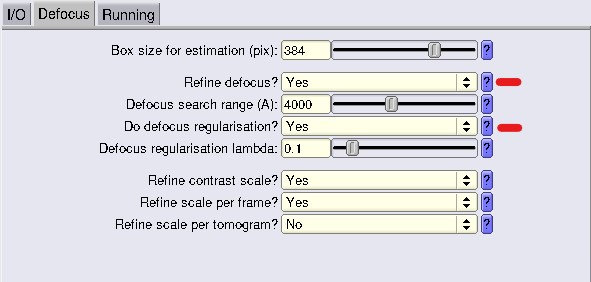 I/O Defocus Running
Box size for estimation (pix): 384 ?
Refine defocus? Yes ?
Defocus search range (A): 4000 ?
Do defocus regularisation? Yes ?
Defocus regularisation lambda: 0.1 ?
Refine contrast scale? Yes ?
Refine scale per frame? Yes ?
Refine scale per tomogram? No ?